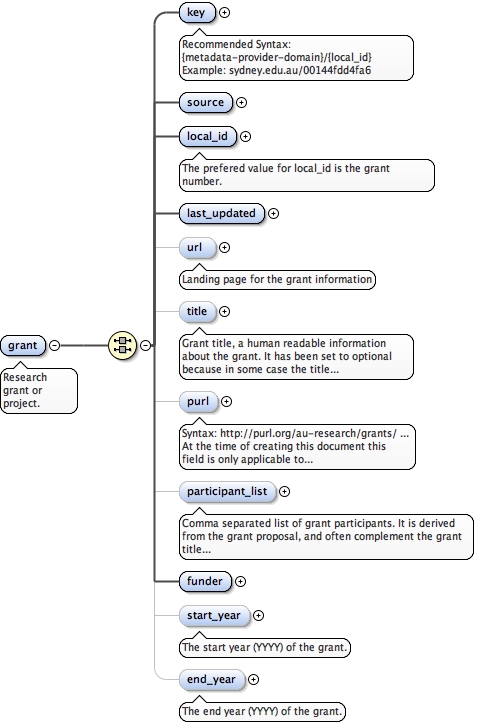 key
Recommended Syntax:
{metadata-provider-domain}/{local_id}
Example: sydney.edu.au/00144fdd4fa6
source
local_id
The prefered value for local_id is the grant
number.
last_updated
url
Landing page for the grant information
title
Grant title, a human readable information
about the grant. It has been set to optional
because in some case the title...
grant
Research
grant or
project.
purl
Syntax: http://purl.org/au-research/grants/ ...
At the time of creating this document this
field is only applicable to...
participant_list
Comma separated list of grant participants. It is derived
from the grant proposal, and often complement the grant
title...
funder
start_year
The start year (YYYY) of the grant.
end_year
The end year (YYYY) of the grant.